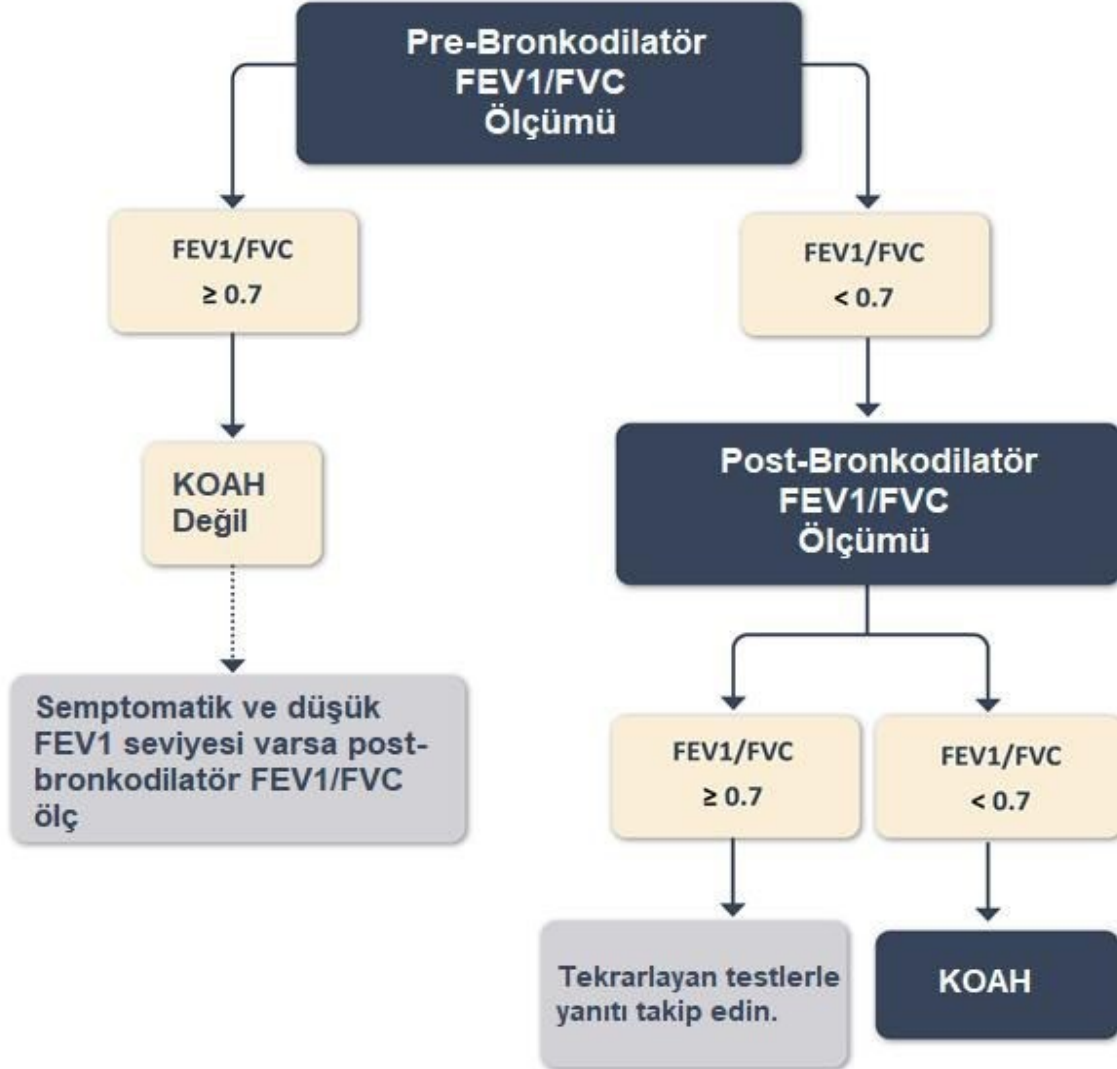 Pre-Bronkodilatör
FEV1/FVC
Ölçümü
FEV1/FVC
≥ 0.7
FEV1/FVC
< 0.7
KOAH
Değil
Post-Bronkodilatör
FEV1/FVC
Ölçümü
Semptomatik ve düşük
FEV1 seviyesi varsa post-
bronkodilatör FEV1/FVC
ölç
FEV1/FVC
≥ 0.7
FEV1/FVC
< 0.7
Tekrarlayan testlerle
yanıtı takip edin.
KOAH